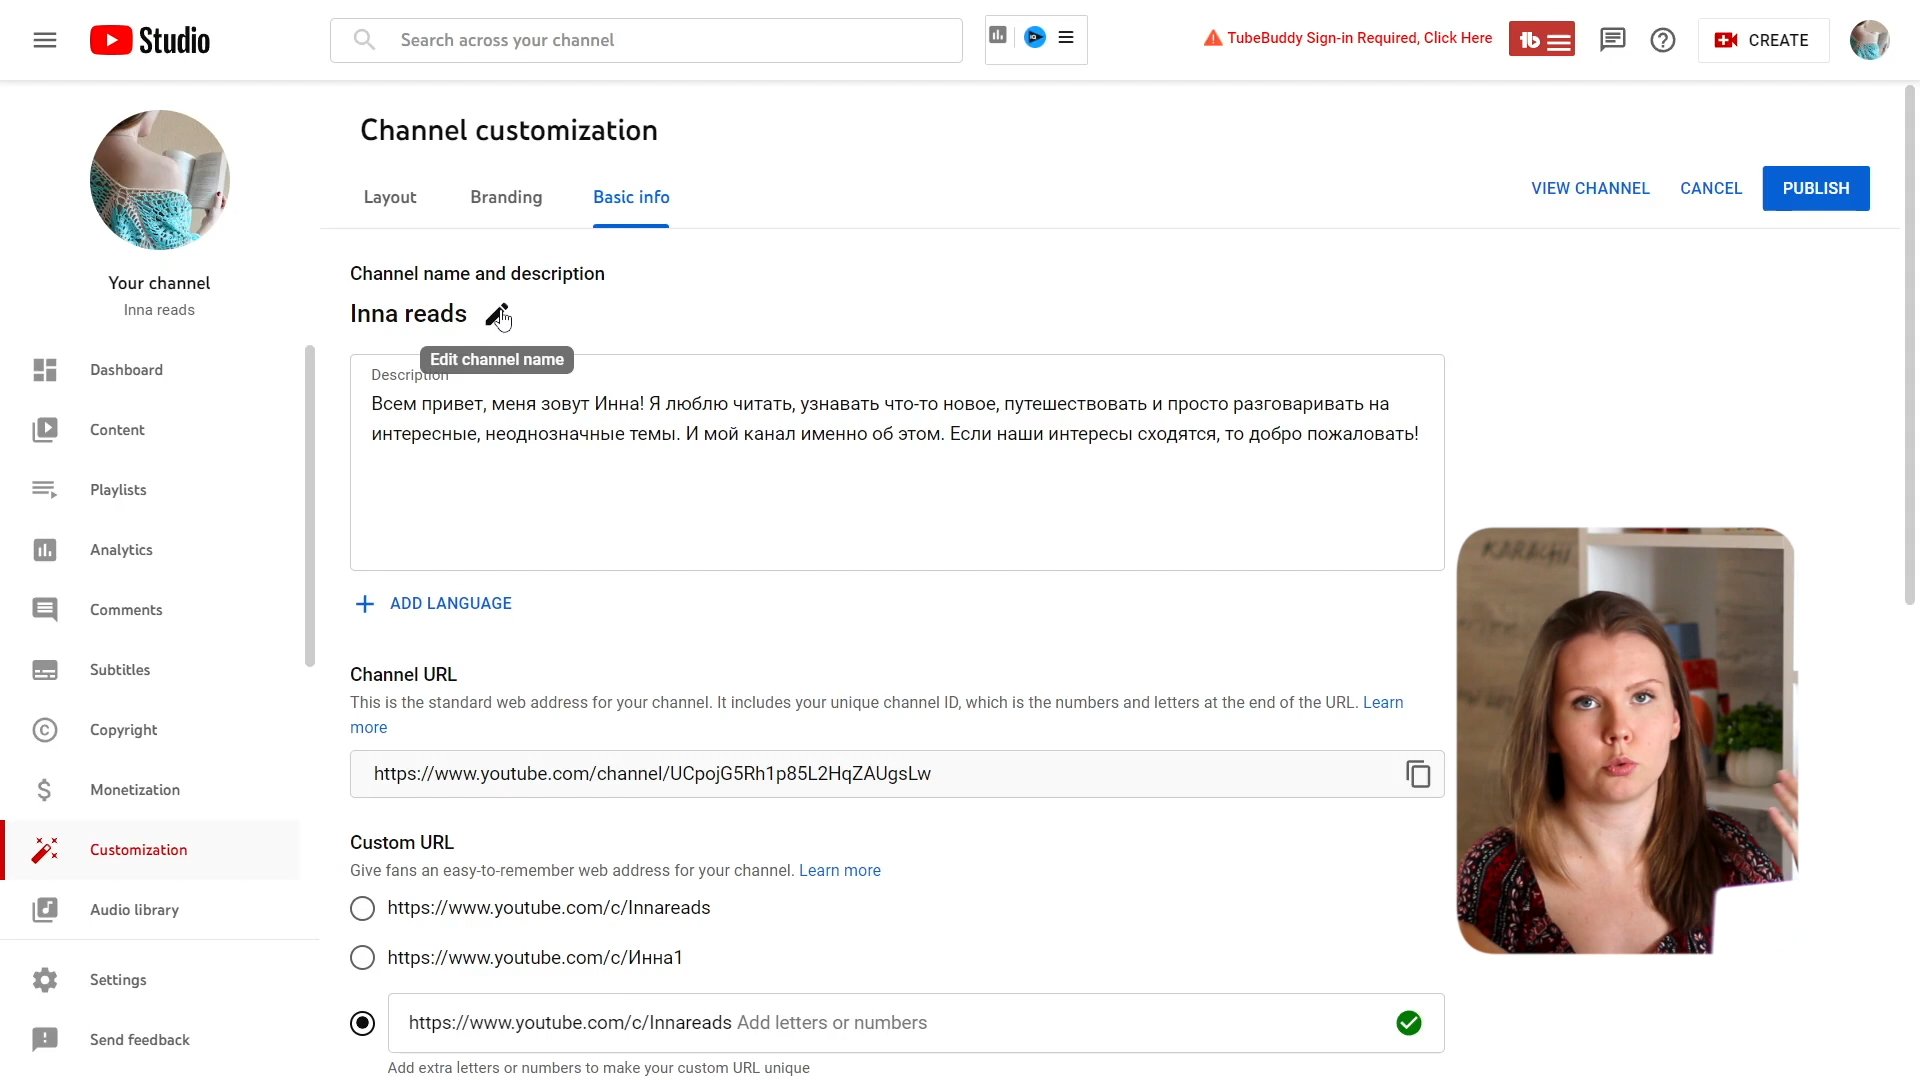 Studio
Search across your channel
TubeBuddy Sign-in Required, Click Here
tb
CREATE
Channel customization
Layout
Branding
Basic info
VIEW CHANNEL
CANCEL
PUBLISH
Your channel
Inna reads
Dashboard
Content
Playlists
Analytics
Comments
Subtitles
Copyright
Monetization
Customization
Audio library
Settings
Send feedback
Channel name and description
Inna reads
Edit channel name
Description
Всем привет, меня зовут Инна! Я люблю читать, узнавать что-то новое, путешествовать и просто разговаривать на
интересные, неоднозначные темы. И мой канал именно об этом. Если наши интересы сходятся, то добро пожаловать!
ADD LANGUAGE
Channel URL
This is the standard web address for your channel. It includes your unique channel ID, which is the numbers and letters at the end of the URL. Learn
more
https://www.youtube.com/channel/UCpojG5Rh1p85L2HqZAUgsLw
Custom URL
Give fans an easy-to-remember web address for your channel. Learn more
https://www.youtube.com/c/Innareads
https://www.youtube.com/c/Инна1
https://www.youtube.com/c/Innareads Add letters or numbers
Add extra letters or numbers to make your custom URL unique
KARACHI